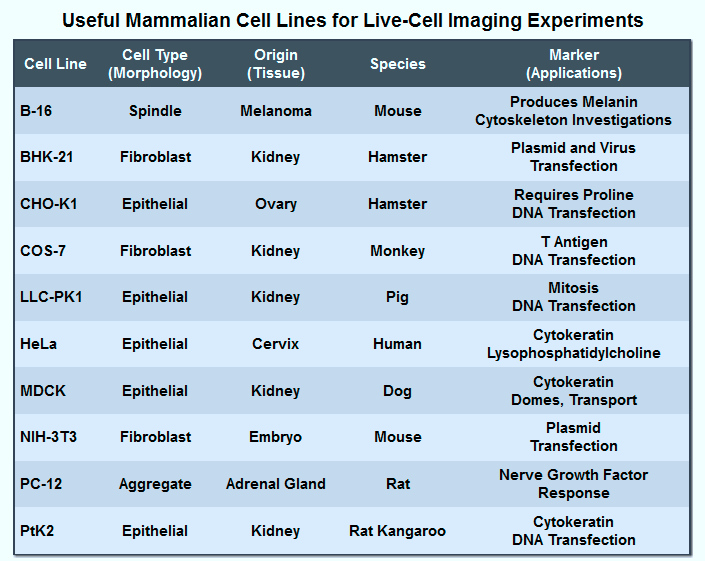 Useful Mammalian Cell Lines for Live-Cell Imaging Experiments
Cell Line
Cell Type
(Morphology)
Origin
(Tissue)
Species
Marker
(Applications)
B-16
Spindle
Melanoma
Mouse
Produces Melanin
Cytoskeleton Investigations
BHK-21
Fibroblast
Kidney
Hamster
Plasmid and Virus
Transfection
CHO-K1
Epithelial
Ovary
Hamster
Requires Proline
DNA Transfection
COS-7
Fibroblast
Kidney
Monkey
T Antigen
DNA Transfection
LLC-PK1
Epithelial
Kidney
Pig
Mitosis
DNA Transfection
HeLa
Epithelial
Cervix
Human
Cytokeratin
Lysophosphatidylcholine
MDCK
Epithelial
Kidney
Dog
Cytokeratin
Domes, Transport
NIH-3T3
Fibroblast
Embryo
Mouse
Plasmid
Transfection
PC-12
Aggregate
Adrenal Gland
Rat
Nerve Growth Factor
Response
PtK2
Epithelial
Kidney
Rat Kangaroo
Cytokeratin
DNA Transfection